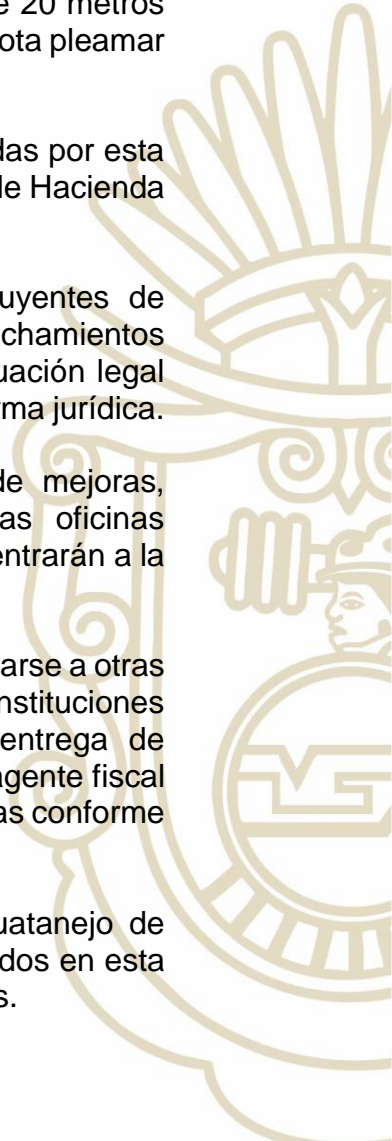 e 20 metros
ota pleamar
das por esta
de Hacienda
uyentes de
chamientos
uación legal
rma jurídica.
de mejoras,
as oficinas
entrarán a la
arse a otras
nstituciones
entrega de
agente fiscal
as conforme
uatanejo de
dos en esta
s.